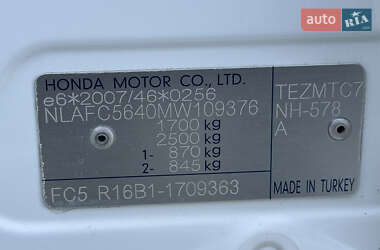 auto RIA
HONDA MOTOR CO., LTD.
e6*2007/46*0256
NLAFC5640MW109376
1700 kg
2500 kg
1- 870 kg
2- 845 kg
FC5 R16B1-1709363
TEZMTC7
NH-578
A
MADE IN TURKEY